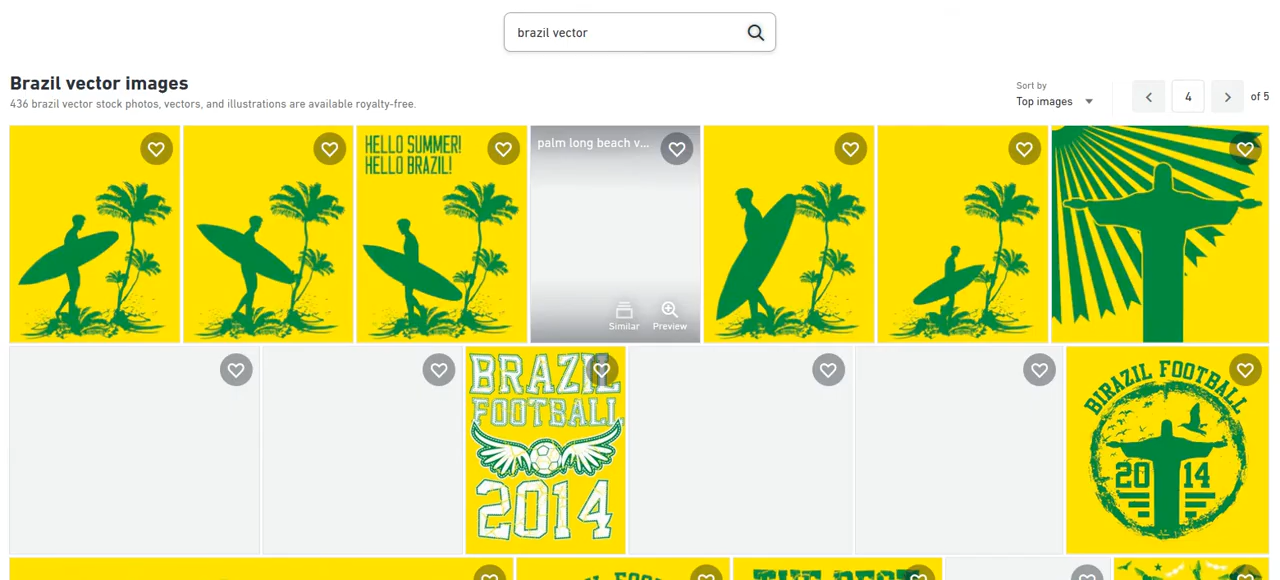 brazil vector
Brazil vector images
436 brazil vector stock photos, vectors, and illustrations are available royalty-free.
Sort by
Top images
4
of 5
HELLO SUMMER!
HELLO BRAZIL!
palm long beach v...
Similar
Preview
BRAZIL
FOOTBALL
2014
BIRAZIL FOOTBALL
20 14
THE BEST